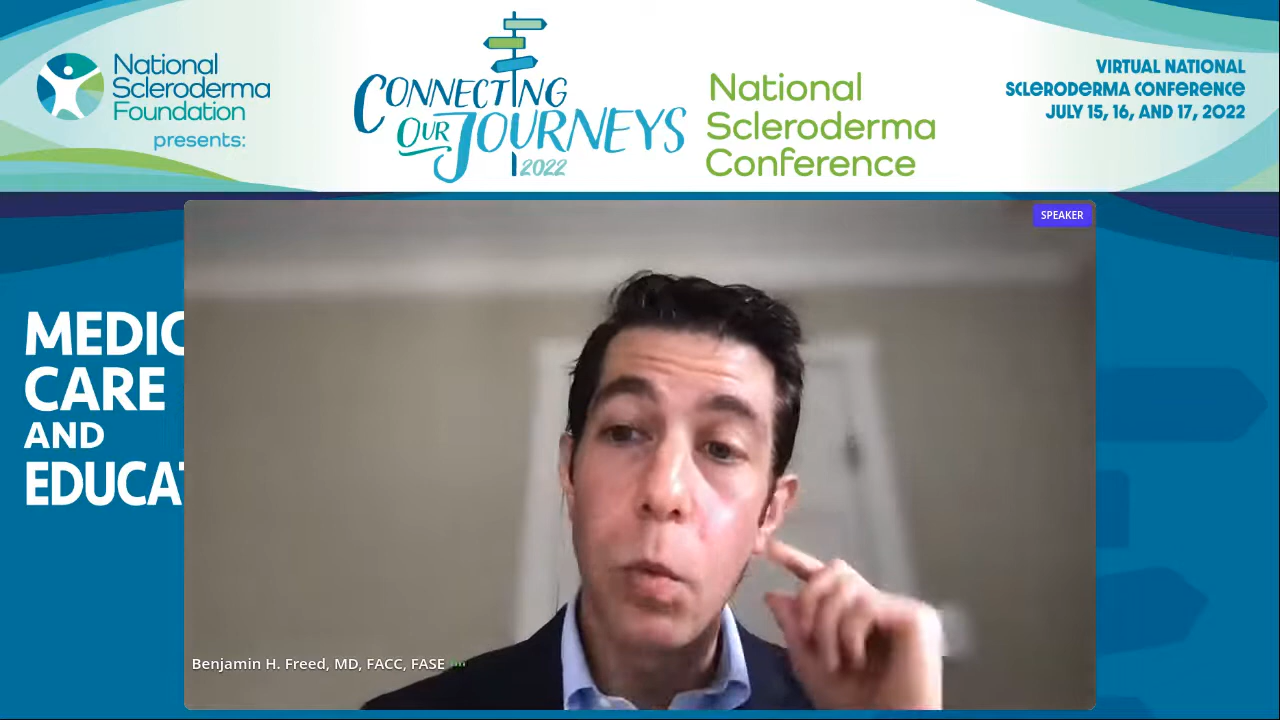 National
Scleroderma
Foundation
presents:
CONNECTING
OUR JOURNEYS
2022
National
Scleroderma
Conference
VIRTUAL NATIONAL
SCLERODERMA CONFERENCE
JULY 15, 16, AND 17, 2022
SPEAKER
MEDIC
CARE
AND
EDUCAT
Benjamin H. Freed, MD, FACC, FASE